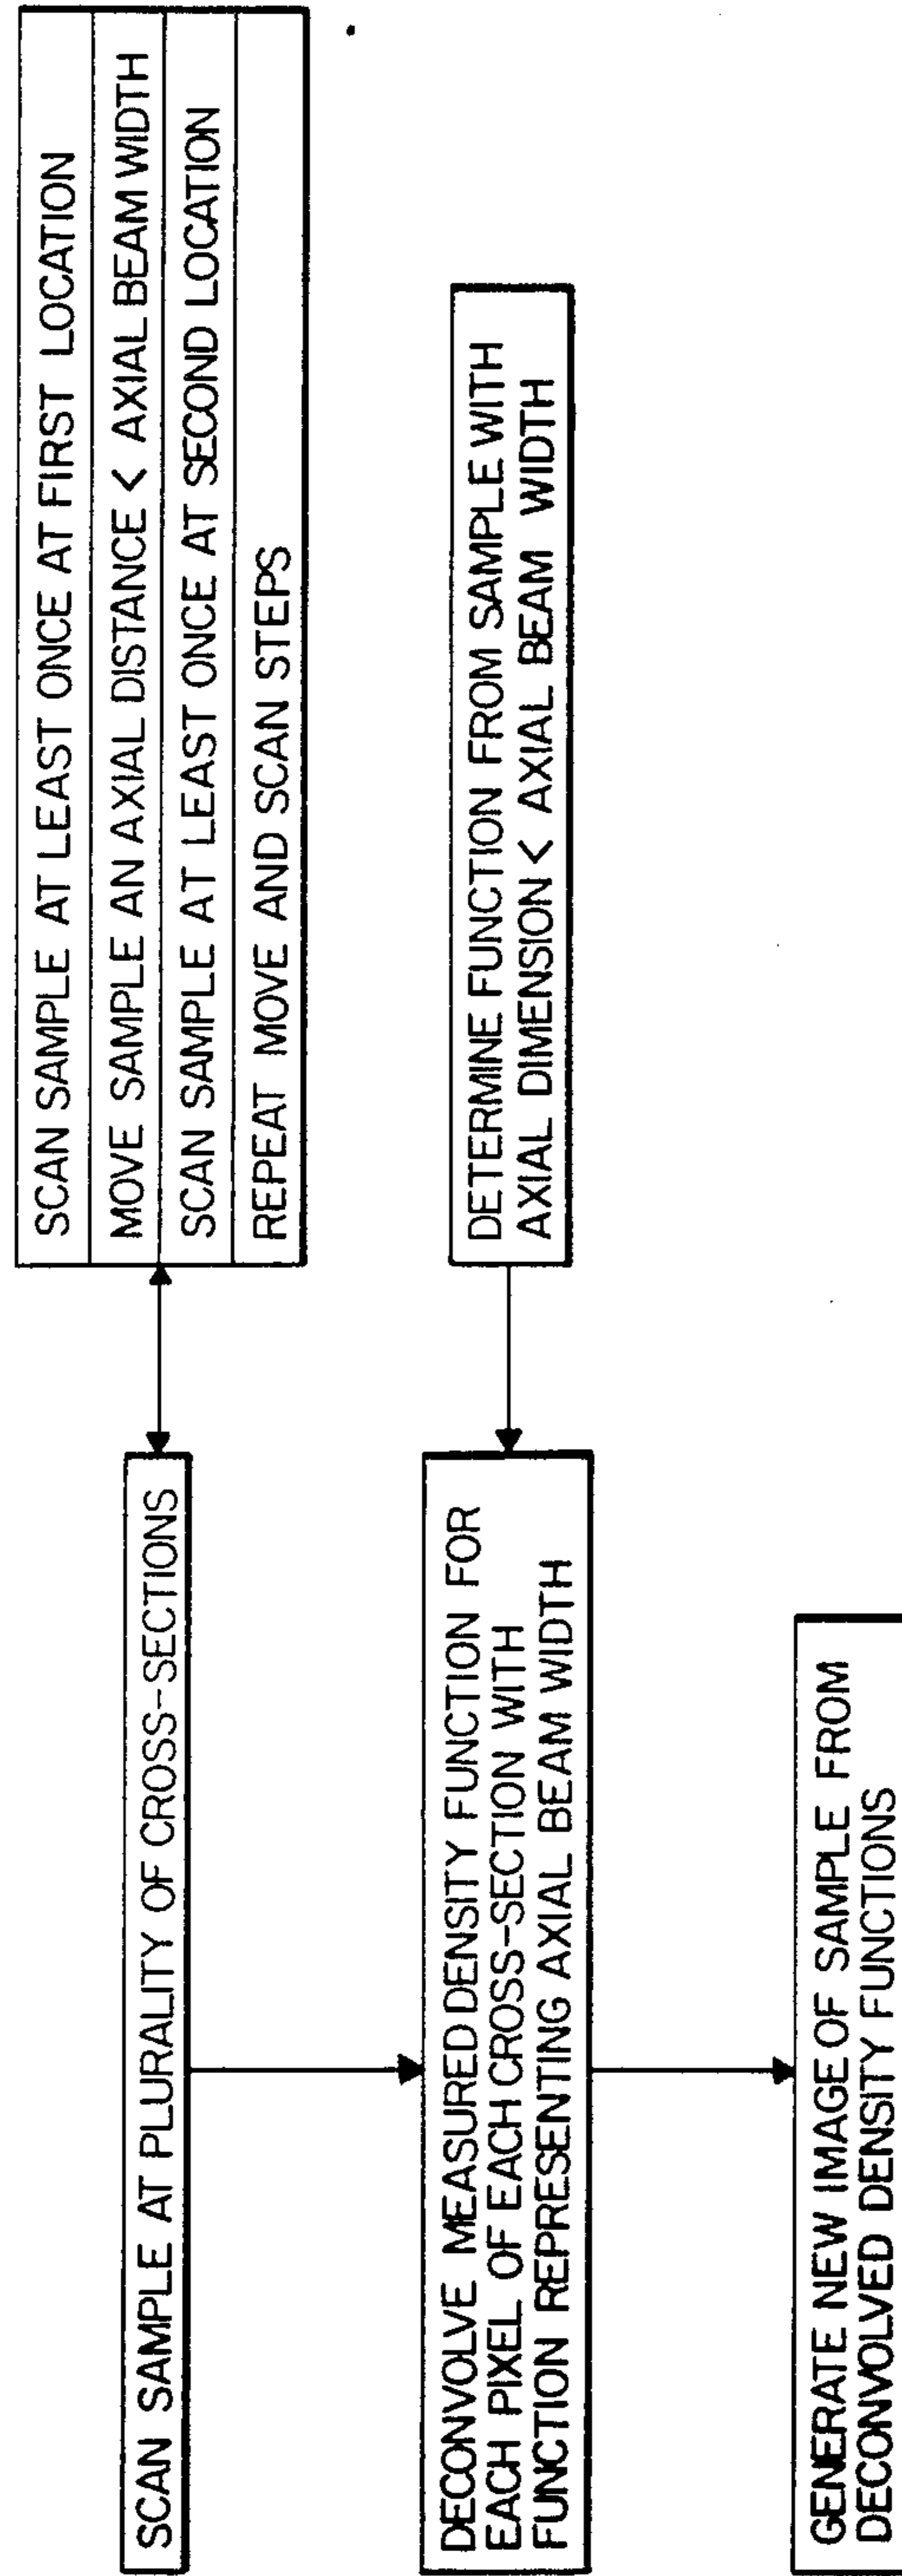 SCAN SAMPLE AT PLURALITY OF CROSS-SECTIONS
SCAN SAMPLE AT LEAST ONCE AT FIRST LOCATION
MOVE SAMPLE AN AXIAL DISTANCE < AXIAL BEAM WIDTH
SCAN SAMPLE AT LEAST ONCE AT SECOND LOCATION
REPEAT MOVE AND SCAN STEPS
DECONVOLVE MEASURED DENSITY FUNCTION FOR
EACH PIXEL OF EACH CROSS-SECTION WITH
FUNCTION REPRESENTING AXIAL BEAM WIDTH
DETERMINE FUNCTION FROM SAMPLE WITH
AXIAL DIMENSION < AXIAL BEAM WIDTH
GENERATE NEW IMAGE OF SAMPLE FROM
DECONVOLVED DENSITY FUNCTIONS